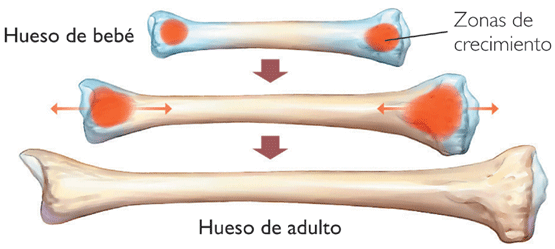 Hueso de bebé
Zonas de
crecimiento
Hueso de adulto